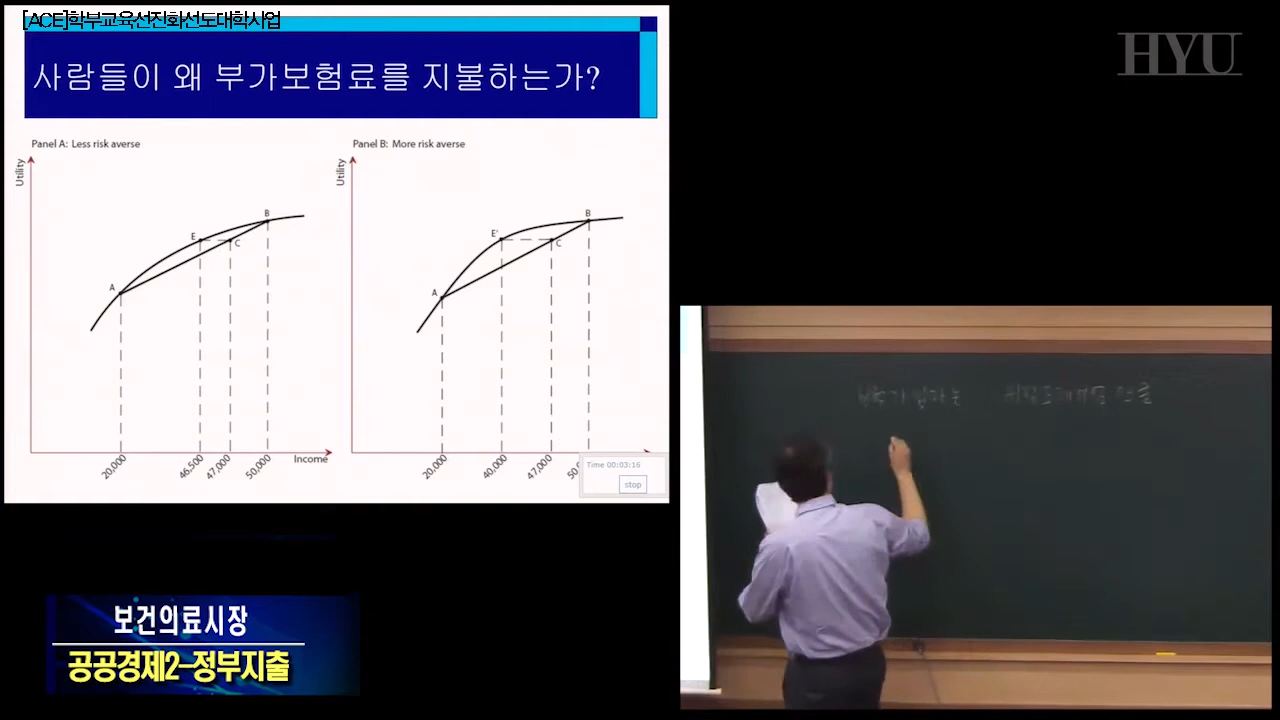 [ACE]학부교육선진화선도대학사업
HYU
사람들이 왜 부가보험료를 지불하는가?
Panel A: Less risk averse
Utility
A
E
C
B
20,000
46,500
47,000
50,000
Income
Panel B: More risk averse
Utility
A
E'
C
B
20,000
40,000
47,000
Time 00:03:16
stop
보건의료시장
공공경제2-정부지출